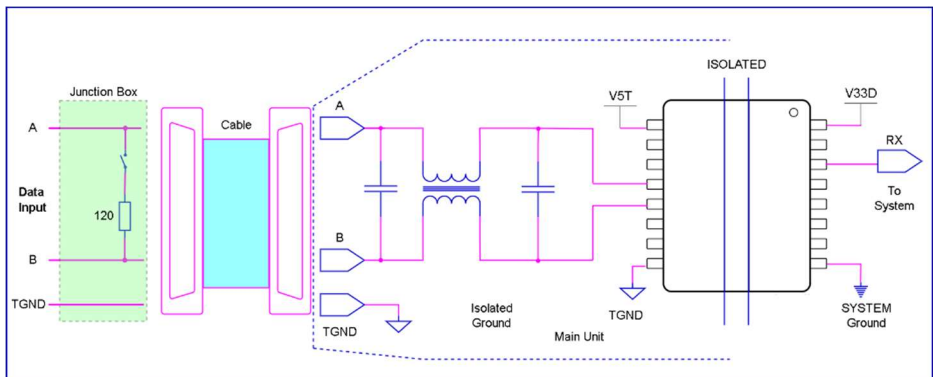 ISOLATED
Junction Box
Cable
A
V5T
V33D
A
Data
Input
120
B
TGND
B
TGND
Isolated
Ground
Main Unit
TGND
RX
To
System
SYSTEM
Ground